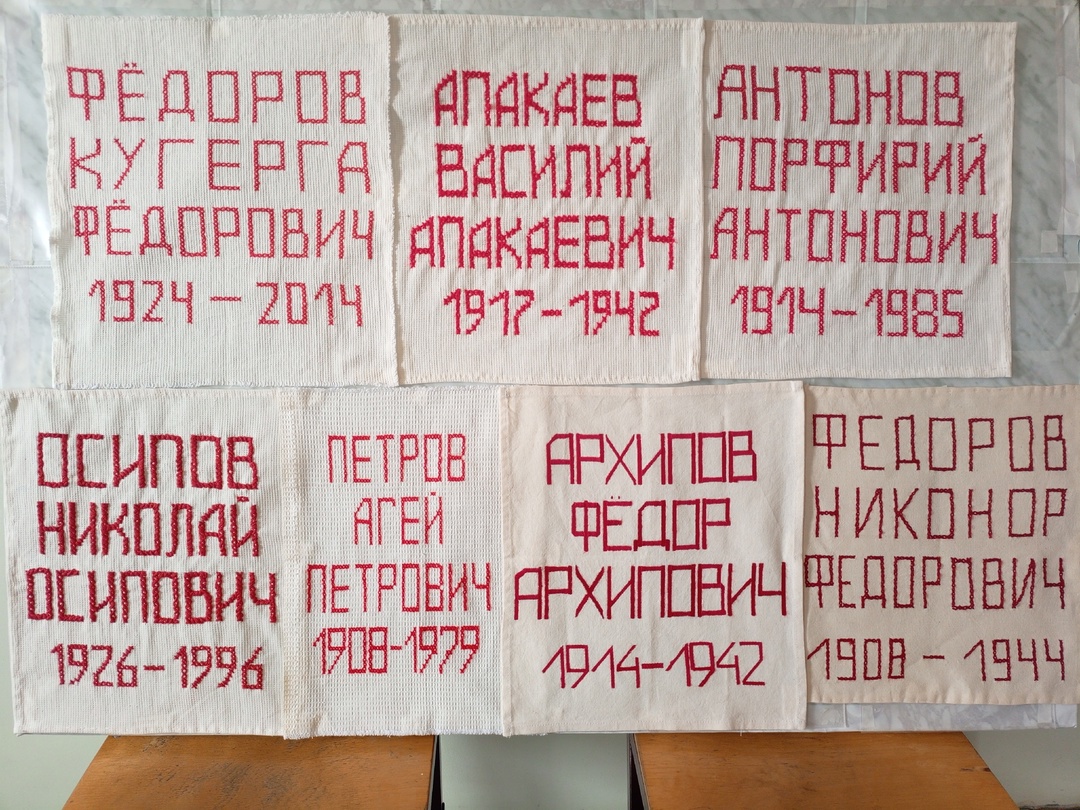 ФЁДОРОВ
КУГЕРГА
ФЁДОРОВИЧ
1924 – 2014
АПАКАЕВ
ВАСИЛИЙ
АПАКАЕВИЧ
1917 – 1942
АНТОНОВ
ПОРФИРИЙ
АНТОНОВИЧ
1914 – 1985
ОСИПОВ
НИКОЛАЙ
ОСИПОВИЧ
1926 – 1996
ПЕТРОВ
АГЕЙ
ПЕТРОВИЧ
1908-1979
АРХИПОВ
ФЁДОР
АРХИПОВИЧ
1914–1942
ФЕДОРОВ
НИКОНОР
ФЕДОРОВИЧ
1908 – 1944